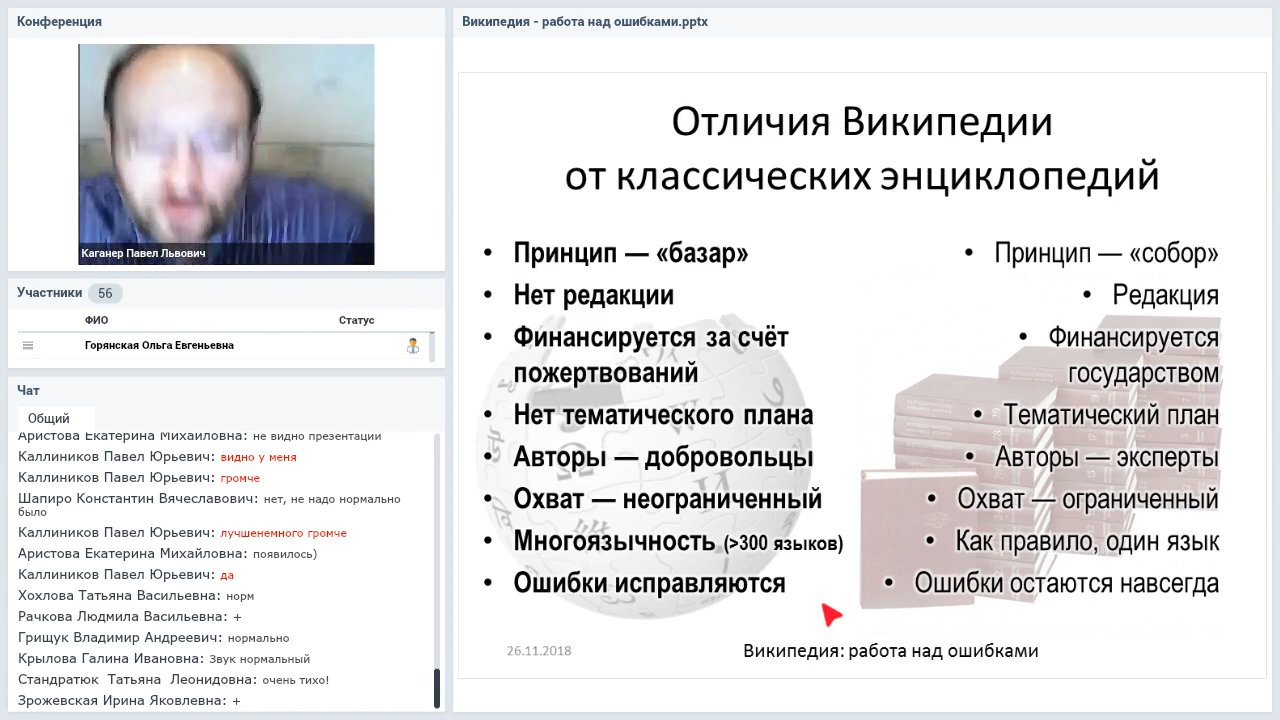 Конференция
Каганер Павел Львович
Участники 56
ФИО Статус
Горянская Ольга Евгеньевна
Чат
Общий
Аристова Екатерина Михайловна: не видно презентации
Каллиников Павел Юрьевич: видно у меня
Каллиников Павел Юрьевич: громче
Шапиро Константин Вячеславович: нет, не надо нормально
было
Каллиников Павел Юрьевич: лучшенемного громче
Аристова Екатерина Михайловна: появилось)
Каллиников Павел Юрьевич: да
Хохлова Татьяна Васильевна: норм
Рачкова Людмила Васильевна: +
Грищук Владимир Андреевич: нормально
Крылова Галина Ивановна: Звук нормальный
Стандратюк Татьяна Леонидовна: очень тихо!
Зрожевская Ирина Яковлевна: +
Википедия - работа над ошибками.pptx
Отличия Википедии
от классических энциклопедий
• Принцип — «базар»
• Нет редакции
• Финансируется за счёт
пожертвований
• Нет тематического плана
• Авторы — добровольцы
• Охват — неограниченный
• Многоязычность (>300 языков)
• Ошибки исправляются
• Принцип — «собор»
• Редакция
• Финансируется
государством
• Тематический план
• Авторы — эксперты
• Охват — ограниченный
• Как правило, один язык
• Ошибки остаются навсегда
26.11.2018
Википедия: работа над ошибками